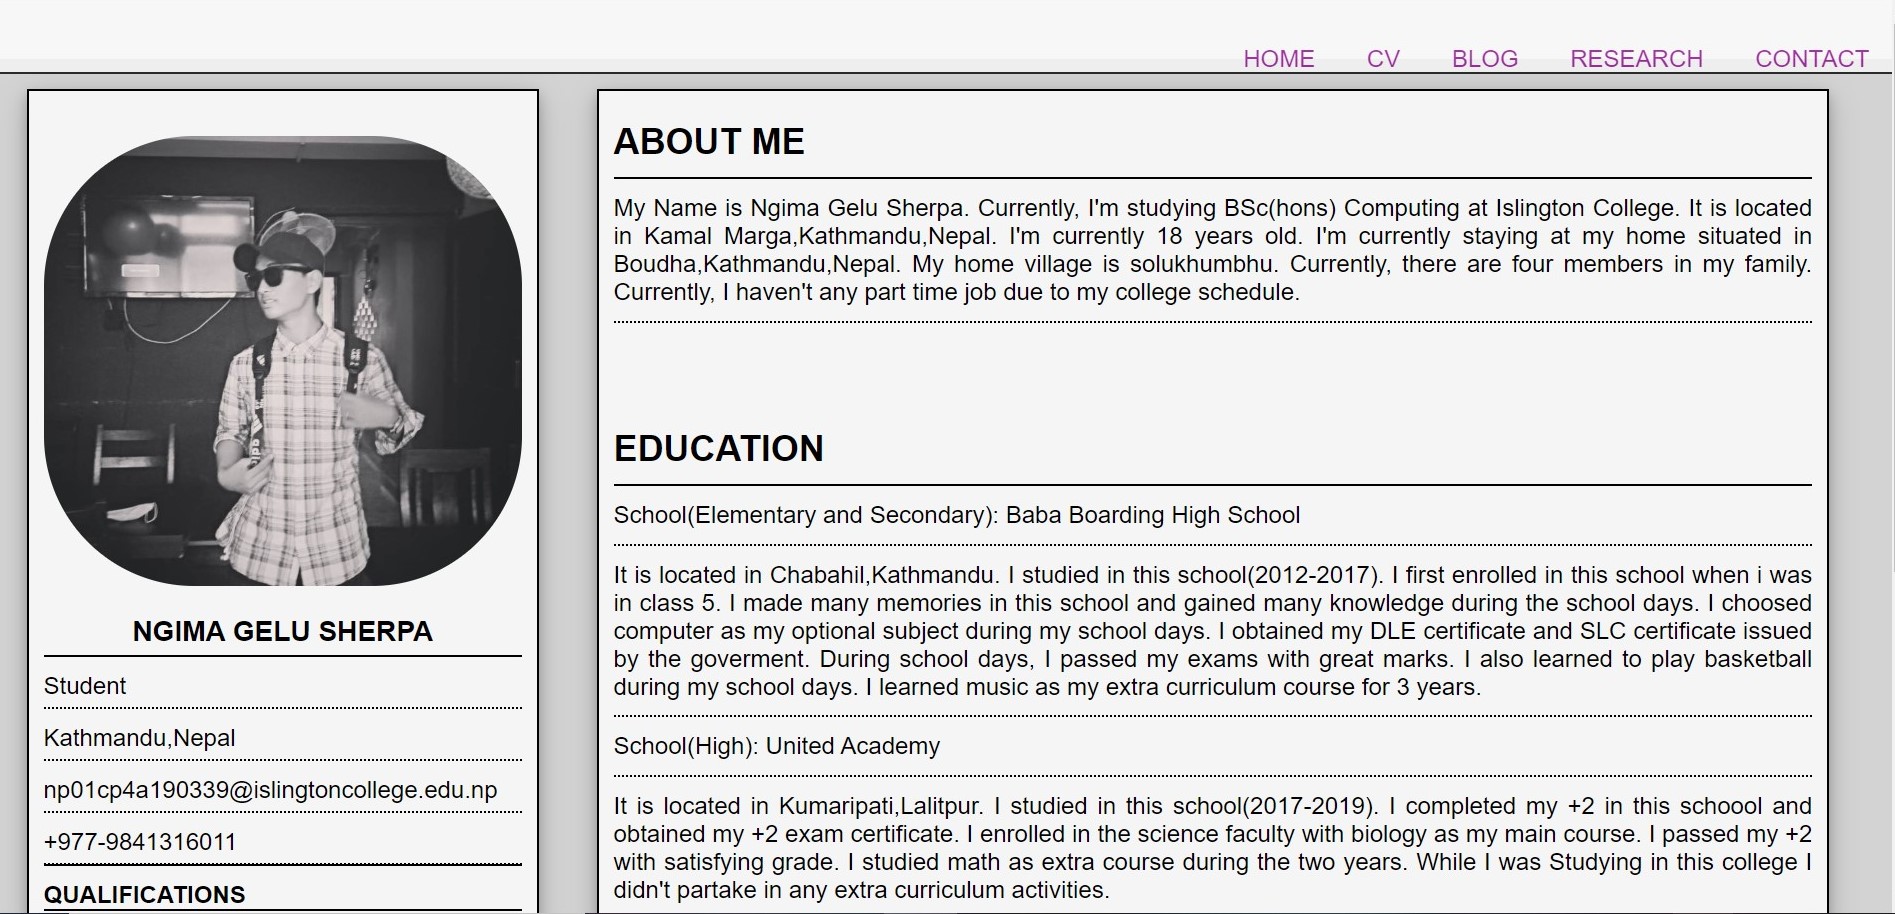 HOME CV BLOG RESEARCH CONTACT
NGIMA GELU SHERPA
Student
Kathmandu,Nepal
np01cp4a190339@islingtoncollege.edu.np
+977-9841316011
QUALIFICATIONS
ABOUT ME
My Name is Ngima Gelu Sherpa. Currently, I'm studying BSc(hons) Computing at Islington College. It is located
in Kamal Marga,Kathmandu,Nepal. I'm currently 18 years old. I'm currently staying at my home situated in
Boudha,Kathmandu,Nepal. My home village is solukhumbhu. Currently, there are four members in my family.
Currently, I haven't any part time job due to my college schedule.
EDUCATION
School(Elementary and Secondary): Baba Boarding High School
It is located in Chabahil,Kathmandu. I studied in this school(2012-2017). I first enrolled in this school when i was
in class 5. I made many memories in this school and gained many knowledge during the school days. I choosed
computer as my optional subject during my school days. I obtained my DLE certificate and SLC certificate issued
by the goverment. During school days, I passed my exams with great marks. I also learned to play basketball
during my school days. I learned music as my extra curriculum course for 3 years.
School(High): United Academy
It is located in Kumaripati,Lalitpur. I studied in this school(2017-2019). I completed my +2 in this schoool and
obtained my +2 exam certificate. I enrolled in the science faculty with biology as my main course. I passed my +2
with satisfying grade. I studied math as extra course during the two years. While I was Studying in this college I
didn't partake in any extra curriculum activities.